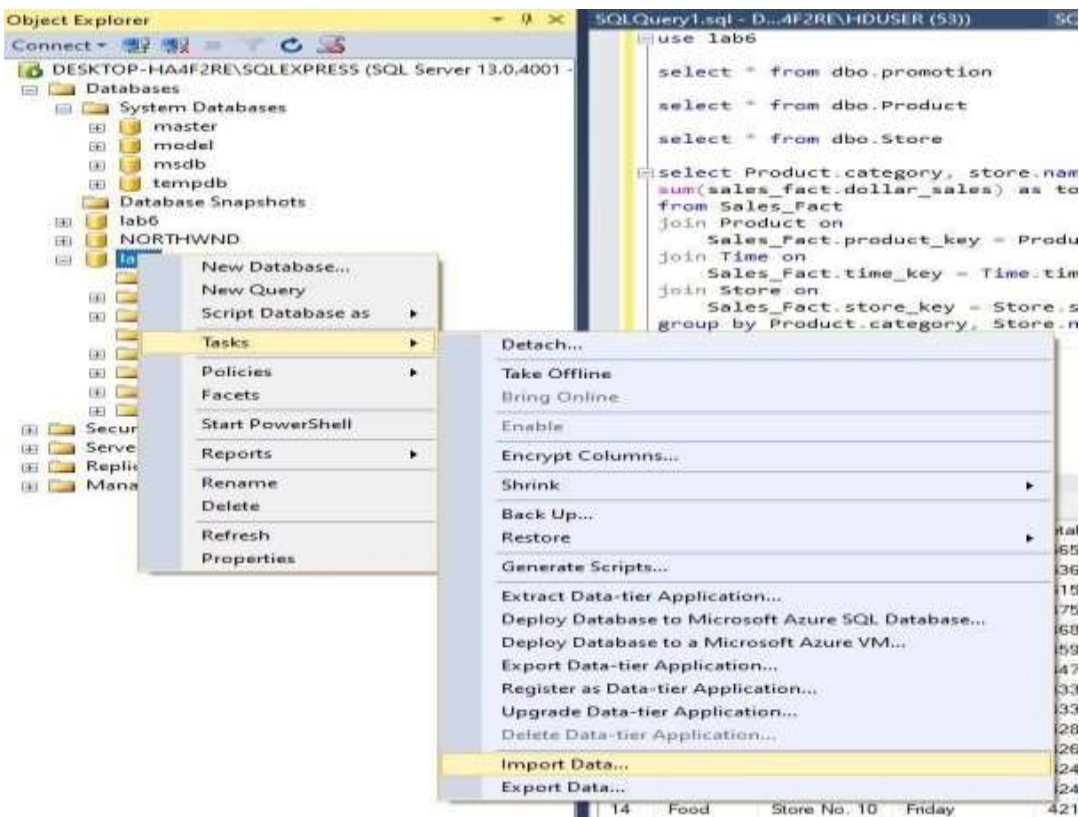 Object Explorer
Connect
DESKTOP-HA4F2RE\SQLEXPRESS (SQL Server 13.0.4001 -
Databases
System Databases
master
model
msdb
tempdb
Database Snapshots
lab6
NORTHWND
New Database...
New Query
Script Database as
Tasks
Policies
Facets
Start PowerShell
Reports
Rename
Delete
Refresh
Properties
Secur
Serve
Replic
Mana
Detach...
Take Offline
Bring Online
Enable
Encrypt Columns...
Shrink
Back Up...
Restore
Generate Scripts...
Extract Data-tier Application...
Deploy Database to Microsoft Azure SQL Database...
Deploy Database to a Microsoft Azure VM...
Export Data-tier Application...
Register as Data-tier Application...
Upgrade Data-tier Application...
Delete Data-tier Application...
Import Data...
Export Data...
SQLQuery1.sql - D...4F2RE\HDUSER (53))
use lab6
select * from dbo.promotion
select * from dbo.Product
select * from dbo.Store
select Product.category, store.nam
sum(sales_fact.dollar_sales) as to
from Sales_Fact
join Product on
Sales_Fact.product_key = Produ
join Time on
Sales_Fact.time_key = Time.tim
join Store on
Sales_Fact.store_key = Store.s
group by Product.category, Store.n
14 Food Store No. 10 Friday 421